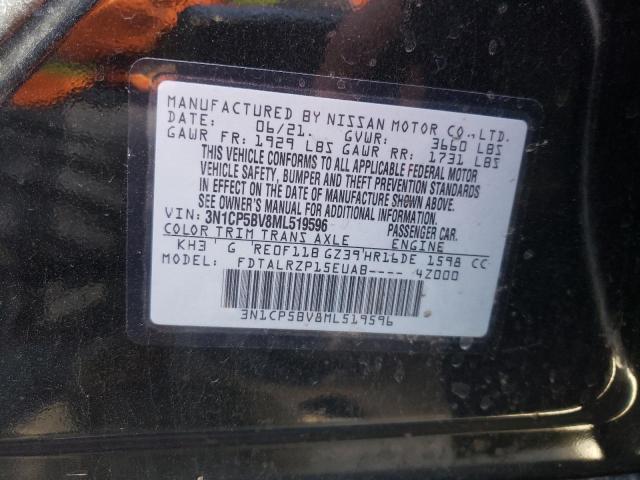 MANUFACTURED BY NISSAN MOTOR CO.,LTD.
DATE: 06/21. GVWR: 3660 LBS
GAWR FR: 1929 LBS GAWR RR: 1731 LBS
THIS VEHICLE CONFORMS TO ALL APPLICABLE FEDERAL MOTOR
VEHICLE SAFETY, BUMPER AND THEFT PREVENTION STANDARDS
IN EFFECT ON THE DATE OF MANUFACTURE SHOWN ABOVE.
SEE OWNER'S MANUAL FOR ADDITIONAL INFORMATION.
VIN: 3N1CP5BV8ML519596 PASSENGER CAR.
COLOR TRIM TRANS AXLE ENGINE
KH3 ' G ' RE0F11B GZ39'HR16DE 1598 CC
MODEL: FDTALRZP15EUA8---- 4Z000
3N1CP5BV8ML519596